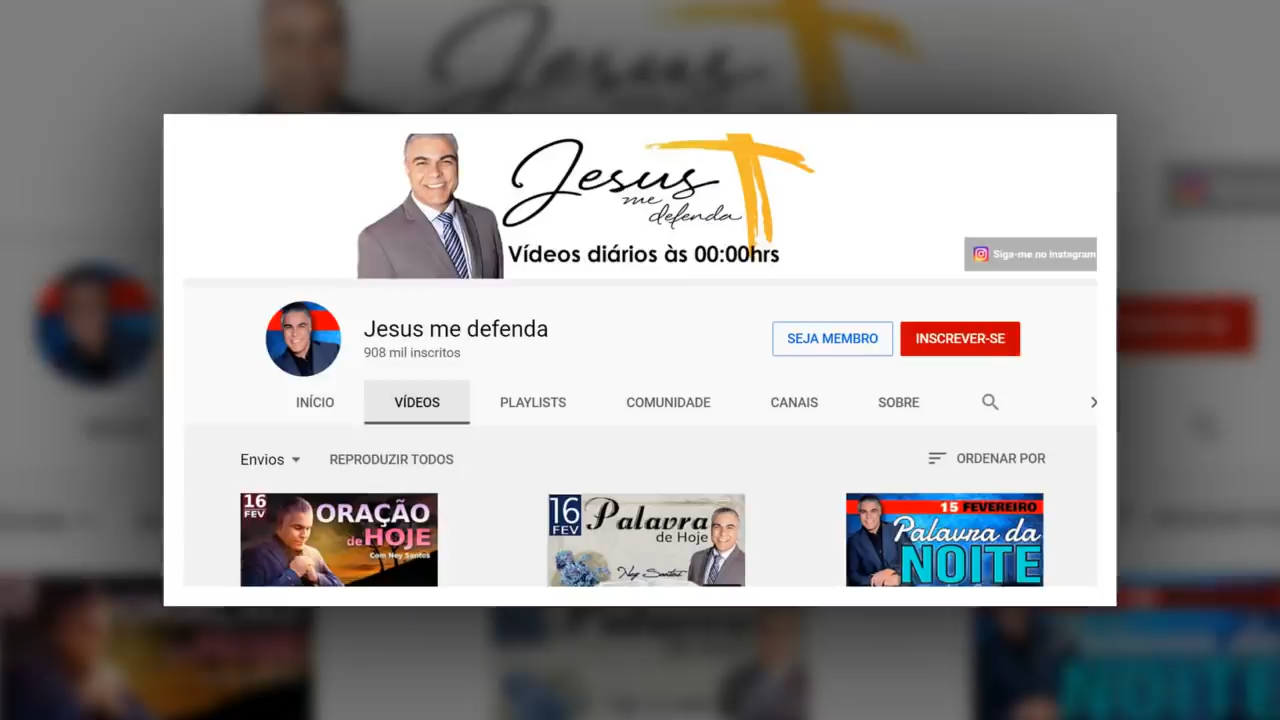 Jesus
me
defenda
Vídeos diários às 00:00hrs
Siga-me no Instagram
Jesus me defenda
908 mil inscritos
SEJA MEMBRO
INSCREVER-SE
INÍCIO
VÍDEOS
PLAYLISTS
COMUNIDADE
CANAIS
SOBRE
Envios
REPRODUZIR TODOS
ORDENAR POR
16
FEV
ORAÇÃO
de HOJE
Com Ney Santos
16
FEV
Palavra
de Hoje
Ney Santos
15 FEVEREIRO
Palavra da
NOITE